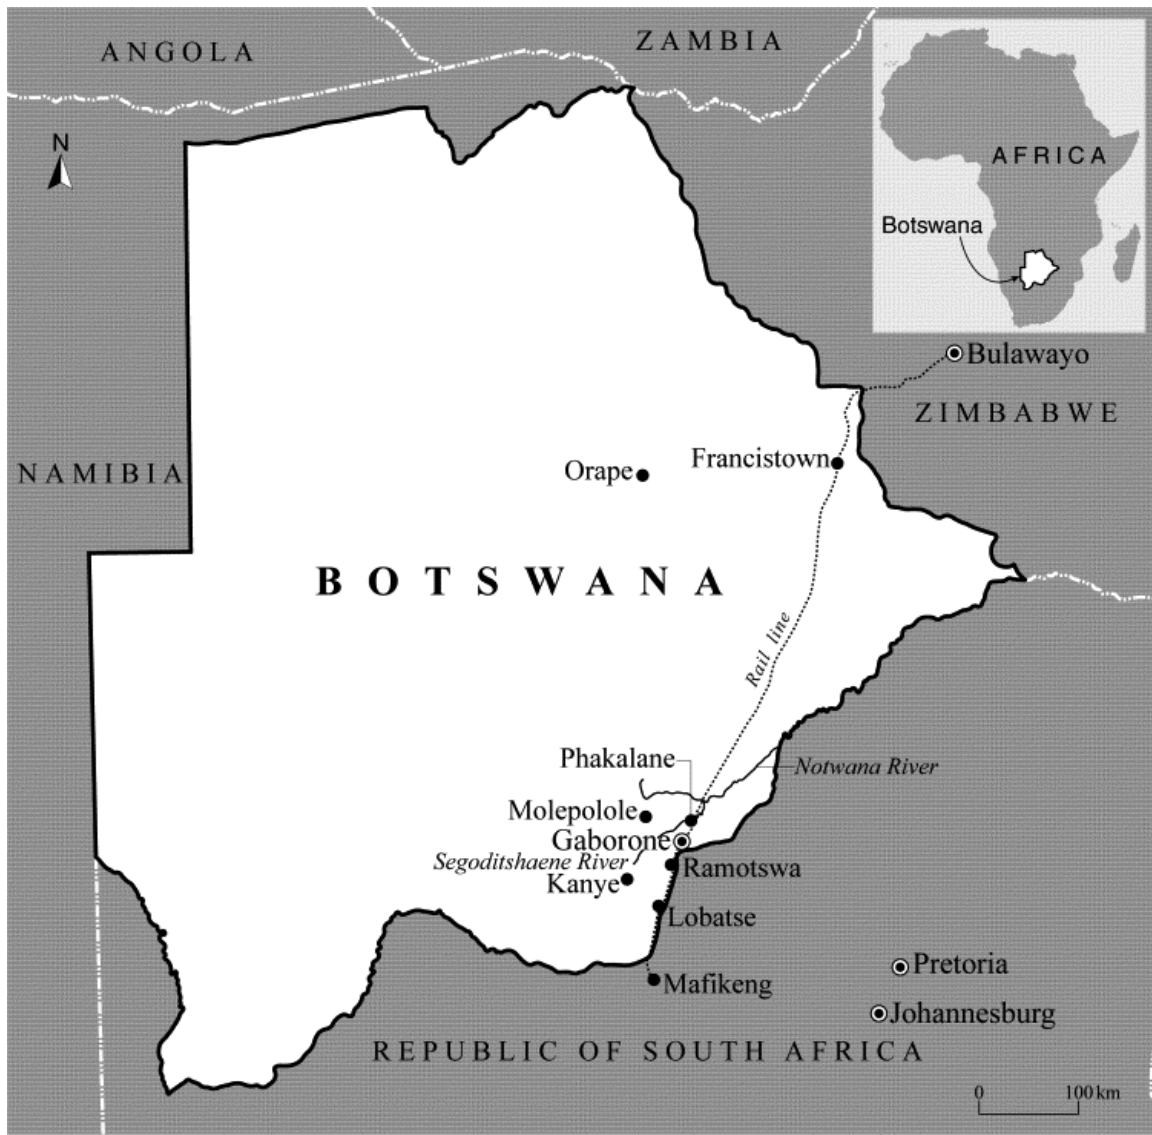 ANGOLA
ZAMBIA
N
AFRICA
Botswana
Bulawayo
ZIMBABWE
NAMIBIA
Orape
Francistown
BOTSWANA
Rail line
Phakalane
Notwana River
Molepolole
Gaborone
Segoditshaene River
Ramotswa
Kanye
Lobatse
Pretoria
Mafikeng
Johannesburg
REPUBLIC OF SOUTH AFRICA
0 100 km